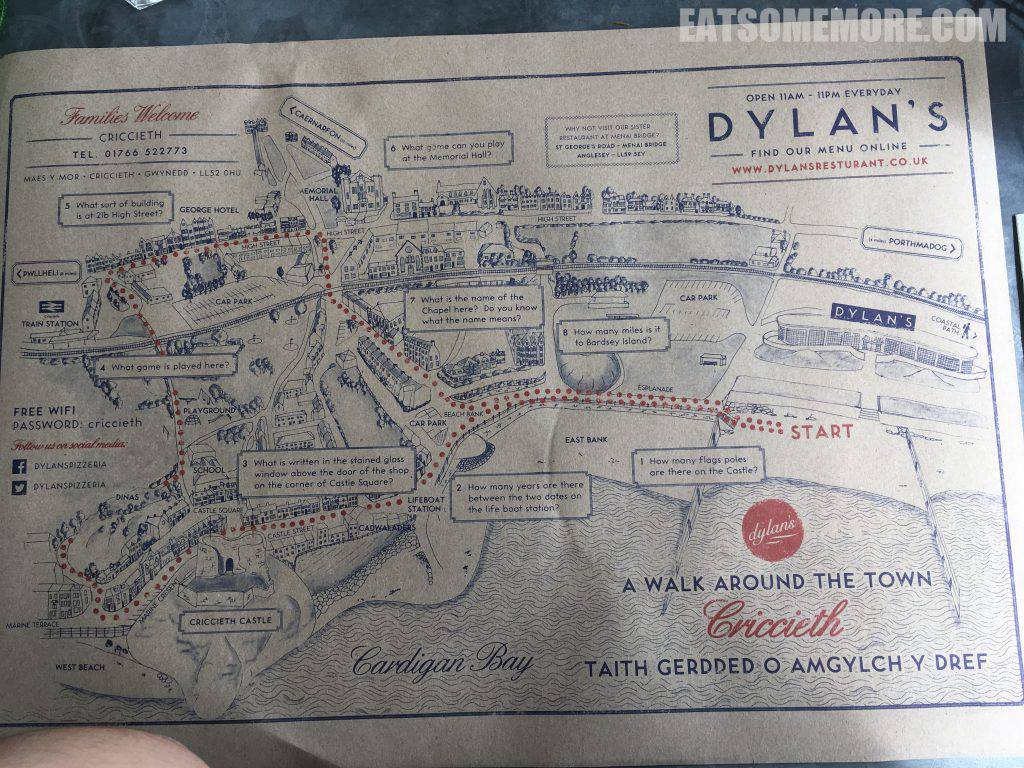 EATSOMEMORE.COM
Families Welcome
CRICCIETH
TEL. 01766 522773
MAES Y MOR • CRICCIETH • GWYNEDD • LL52 0HU
CAERNARFON
6 What game can you play
at the Memorial Hall?
WHY NOT VISIT OUR SISTER
RESTAURANT AT MENAI BRIDGE?
ST GEORGE'S ROAD - MENAI BRIDGE
ANGLESEY - LL59 5EY
OPEN 11AM - 11PM EVERYDAY
DYLAN'S
FIND OUR MENU ONLINE
WWW.DYLANSRESTURANT.CO.UK
5 What sort of building
is at 21b High Street?
GEORGE HOTEL
MEMORIAL
HALL
HIGH STREET
HIGH STREET
HIGH STREET
PORTHMADOG
PWLLHELI
TRAIN STATION
CAR PARK
7 What is the name of the
Chapel here? Do you know
what the name means?
CAR PARK
8 How many miles is it
to Bardsey Island?
DYLAN'S
COASTAL
PATH
4 What game is played here?
FREE WIFI
PASSWORD: criccieth
Follow us on social media:
DYLANSPIZZERIA
DYLANSPIZZERIA
PLAYGROUND
SCHOOL
DINAS
BEACH BANK
CAR PARK
ESPLANADE
START
EAST BANK
3 What is written in the stained glass
window above the door of the shop
on the corner of Castle Square?
1 How many flags poles
are there on the Castle?
2 How many years are there
between the two dates on
the life boat station?
LIFEBOAT
STATION
CASTLE SQUARE
CASTLE STREET
CADWALADERS
MARINE TERRACE
CRICCIETH CASTLE
WEST BEACH
Cardigan Bay
dylan's
A WALK AROUND THE TOWN
Criccieth
TAITH GERDDED O AMGYLCH Y DREF